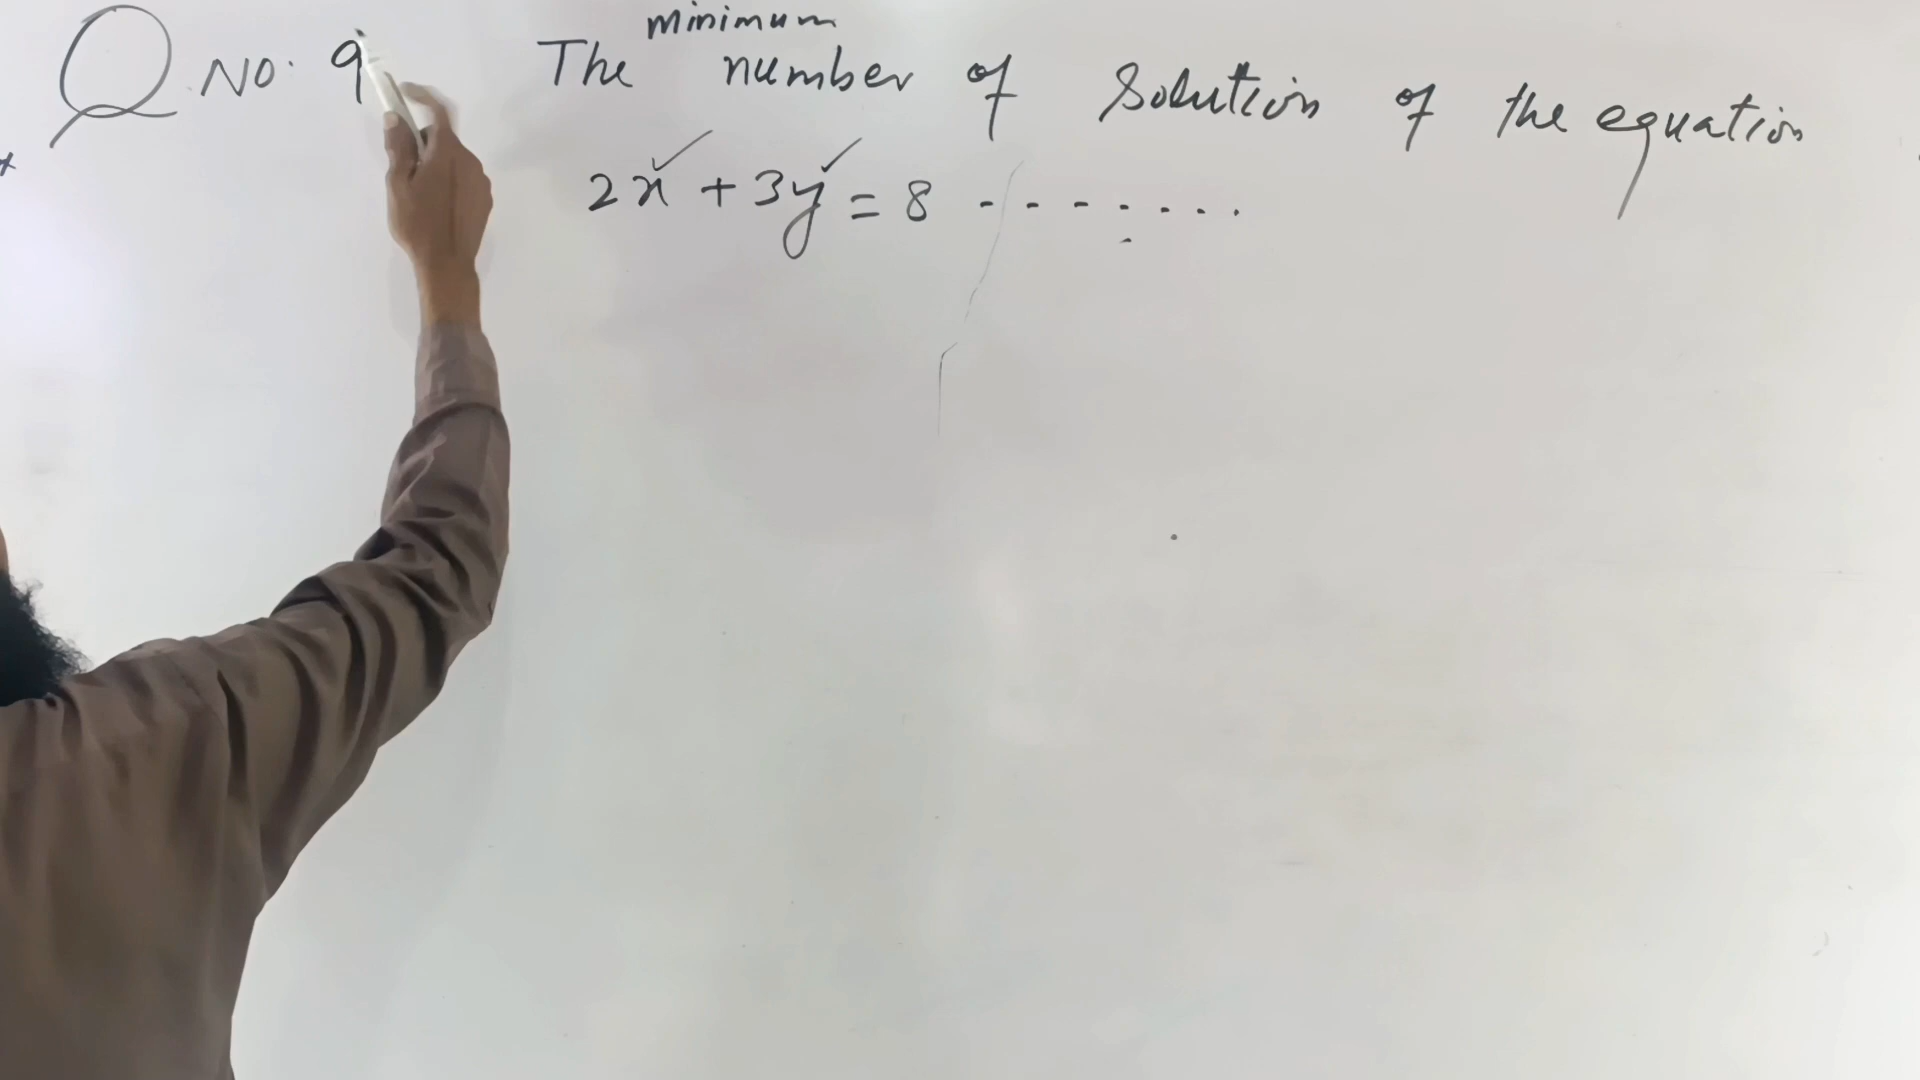 Q No. 9 The minimum number of Solution of the equation
2x + 3y = 8 - - - - . . .